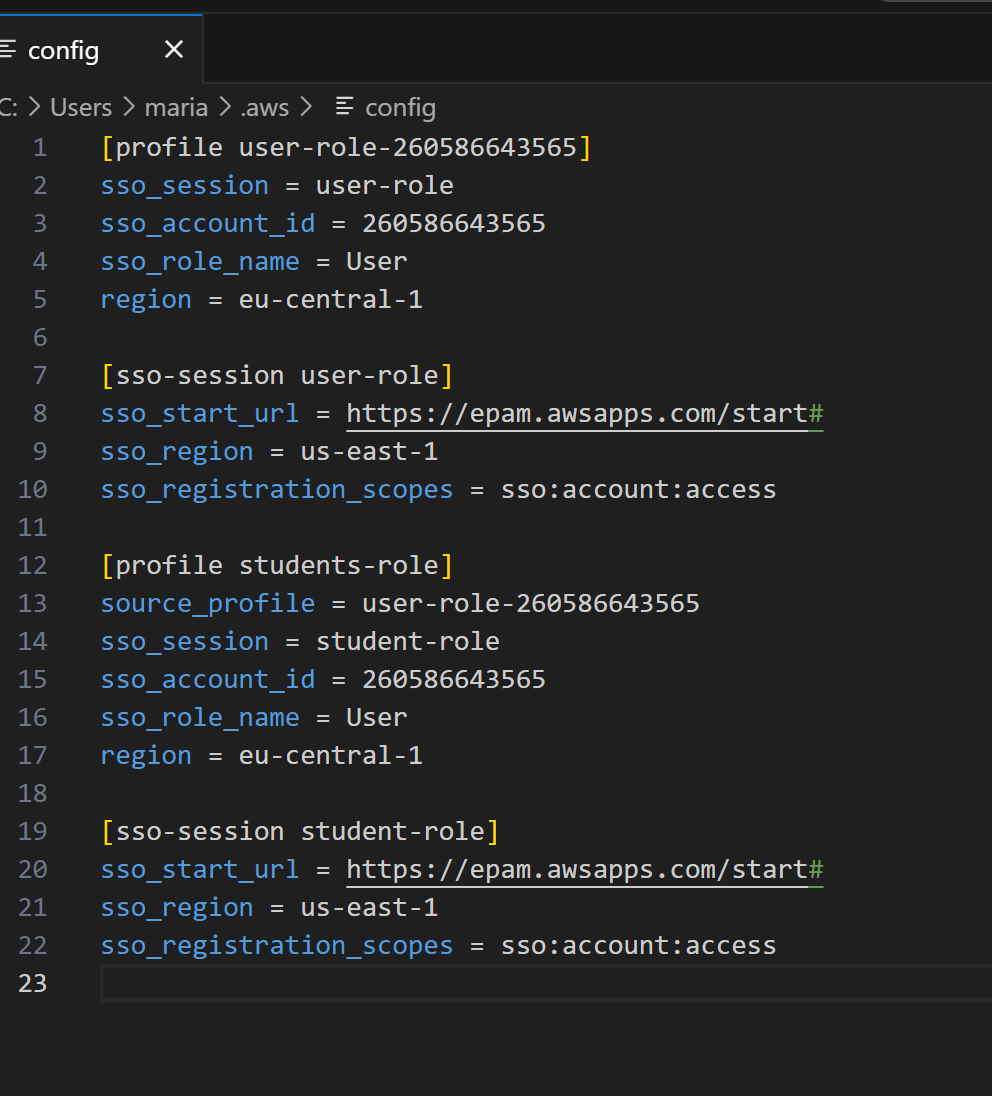 config
C: > Users > maria > .aws > config
1 [profile user-role-260586643565]
2 sso_session = user-role
3 sso_account_id = 260586643565
4 sso_role_name = User
5 region = eu-central-1
6
7 [sso-session user-role]
8 sso_start_url = https://epam.awsapps.com/start#
9 sso_region = us-east-1
10 sso_registration_scopes = sso:account:access
11
12 [profile students-role]
13 source_profile = user-role-260586643565
14 sso_session = student-role
15 sso_account_id = 260586643565
16 sso_role_name = User
17 region = eu-central-1
18
19 [sso-session student-role]
20 sso_start_url = https://epam.awsapps.com/start#
21 sso_region = us-east-1
22 sso_registration_scopes = sso:account:access
23